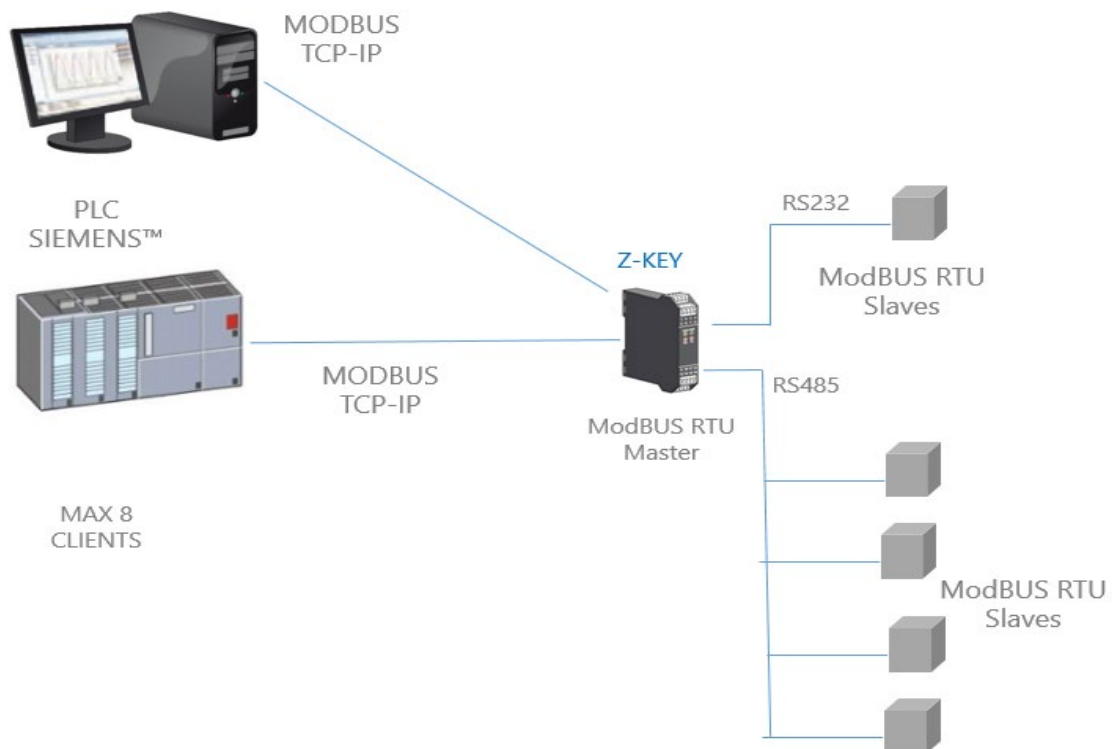 MODBUS
TCP-IP
PLC
SIEMENS™
RS232
ModBUS RTU
Slaves
Z-KEY
MODBUS
TCP-IP
RS485
ModBUS RTU
Master
MAX 8
CLIENTS
ModBUS RTU
Slaves